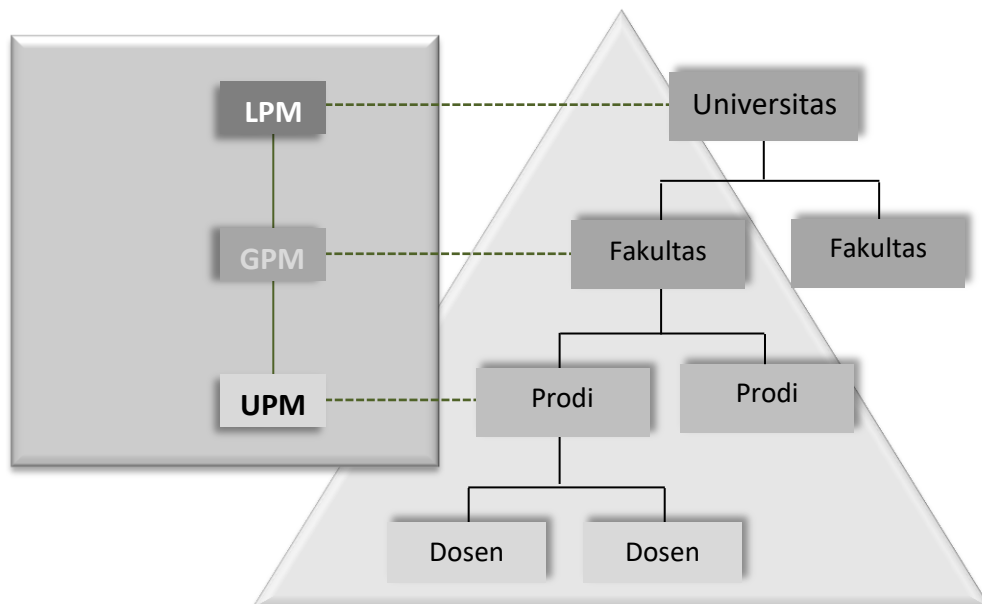 LPM
Universitas
GPM
Fakultas
Fakultas
UPM
Prodi
Prodi
Dosen
Dosen